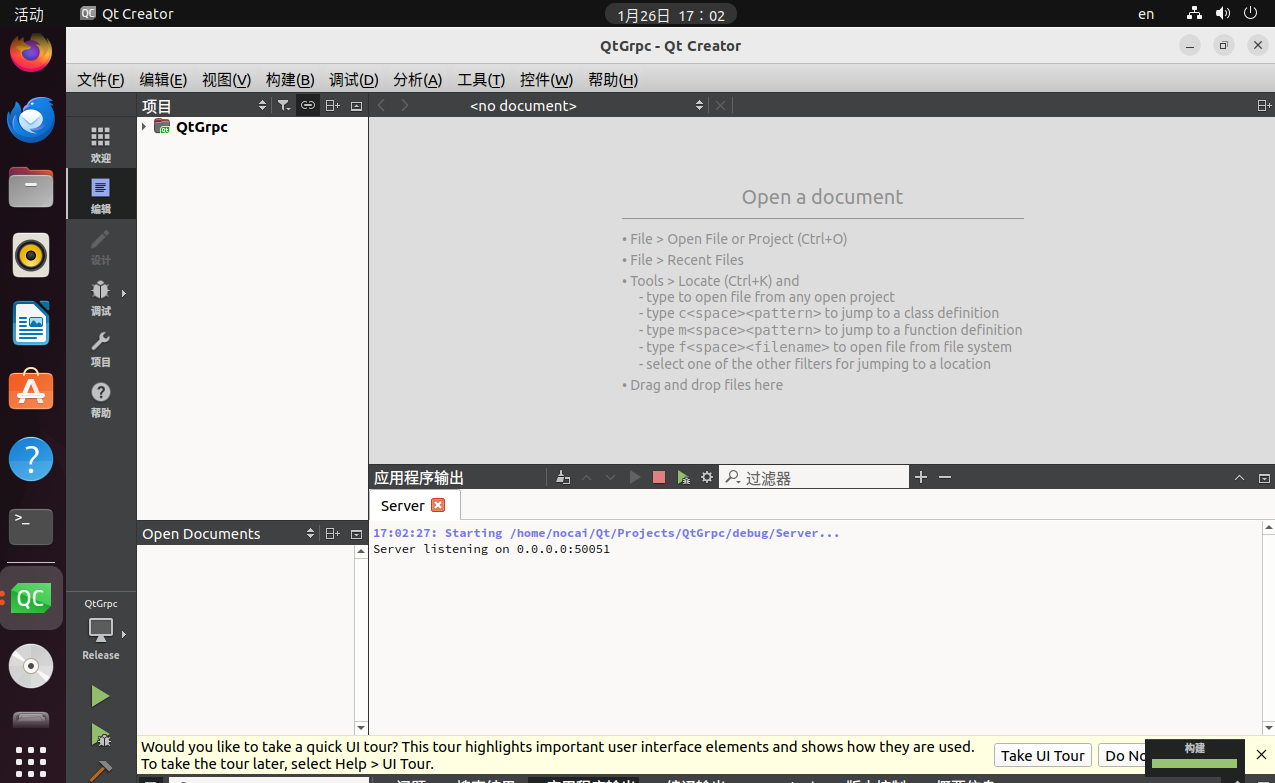 活动
Qt Creator
1月26日 17：02
en
QtGrpc - Qt Creator
文件(F) 编辑(E) 视图(V) 构建(B) 调试(D) 分析(A) 工具(T) 控件(W) 帮助(H)
项目
<no document>
QtGrpc
欢迎
编辑
设计
调试
项目
帮助
Open a document
• File > Open File or Project (Ctrl+O)
• File > Recent Files
• Tools > Locate (Ctrl+K) and
- type to open file from any open project
- type c<space><pattern> to jump to a class definition
- type m<space><pattern> to jump to a function definition
- type f<space><filename> to open file from file system
- select one of the other filters for jumping to a location
• Drag and drop files here
应用程序输出
过滤器
Server
17:02:27: Starting /home/nocai/Qt/Projects/QtGrpc/debug/Server...
Server listening on 0.0.0.0:50051
Open Documents
QtGrpc
Release
Would you like to take a quick UI tour? This tour highlights important user interface elements and shows how they are used.
To take the tour later, select Help > UI Tour.
Take UI Tour
Do No
构建